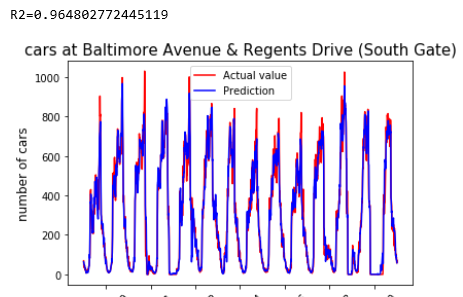 R2=0.964802772445119
cars at Baltimore Avenue & Regents Drive (South Gate)
Actual value
Prediction
number of cars
1000
800
600
400
200
0